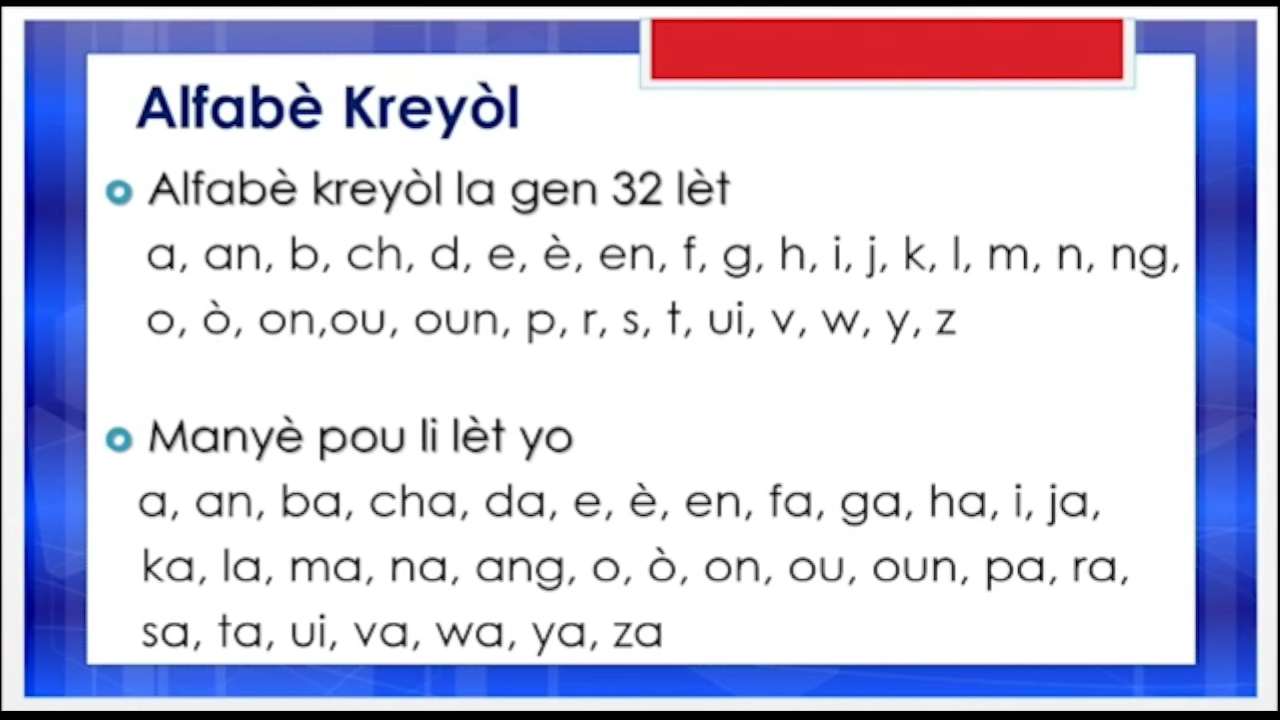 Alfabè Kreyòl
Alfabè kreyòl la gen 32 lèt
a, an, b, ch, d, e, è, en, f, g, h, i, j, k, l, m, n, ng,
o, ò, on,ou, oun, p, r, s, t, ui, v, w, y, z
Manyè pou li lèt yo
a, an, ba, cha, da, e, è, en, fa, ga, ha, i, ja,
ka, la, ma, na, ang, o, ò, on, ou, oun, pa, ra,
sa, ta, ui, va, wa, ya, za